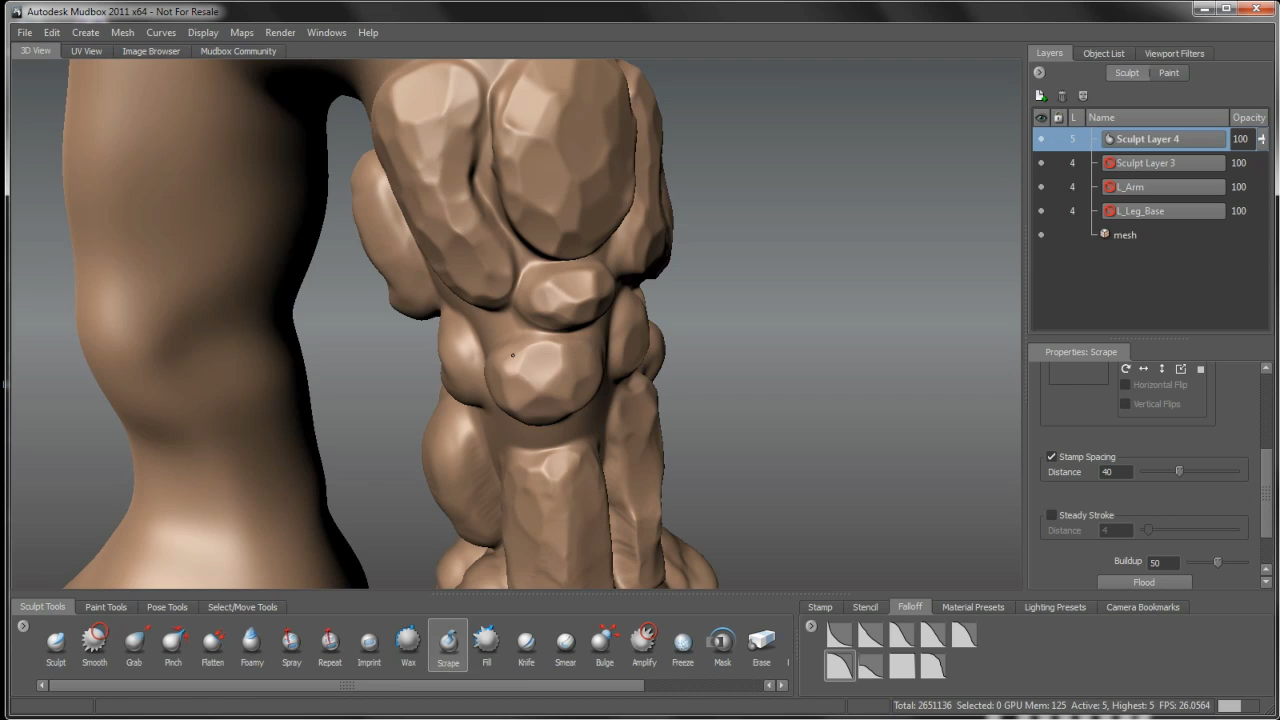 Autodesk Mudbox 2011 x64 - Not For Resale
File Edit Create Mesh Curves Display Maps Render Windows Help
3D View UV View Image Browser Mudbox Community
Layers Object List Viewport Filters
Sculpt Paint
L Name Opacity
5 Sculpt Layer 4 100
4 Sculpt Layer 3 100
4 L_Arm 100
4 L_Leg_Base 100
mesh
Properties: Scrape
Horizontal Flip
Vertical Flips
Stamp Spacing
Distance 40
Steady Stroke
Distance 4
Buildup 50
Flood
Sculpt Tools Paint Tools Pose Tools Select/Move Tools
Sculpt Smooth Grab Pinch Flatten Foamy Spray Repeat Imprint Wax Scrape Fill Knife Smear Bulge Amplify Freeze Mask Erase
Stamp Stencil Falloff Material Presets Lighting Presets Camera Bookmarks
Total: 2651136 Selected: 0 GPU Mem: 125 Active: 5, Highest: 5 FPS: 26.0564